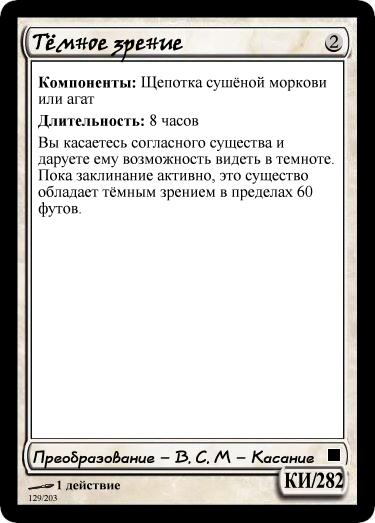 Тёмное зрение 2
Компоненты: Щепотка сушёной моркови
или агат
Длительность: 8 часов
Вы касаетесь согласного существа и
даруете ему возможность видеть в темноте.
Пока заклинание активно, это существо
обладает тёмным зрением в пределах 60
футов.
Преобразование – В, С, М – Касание
КИ/282
1 действие
129/203